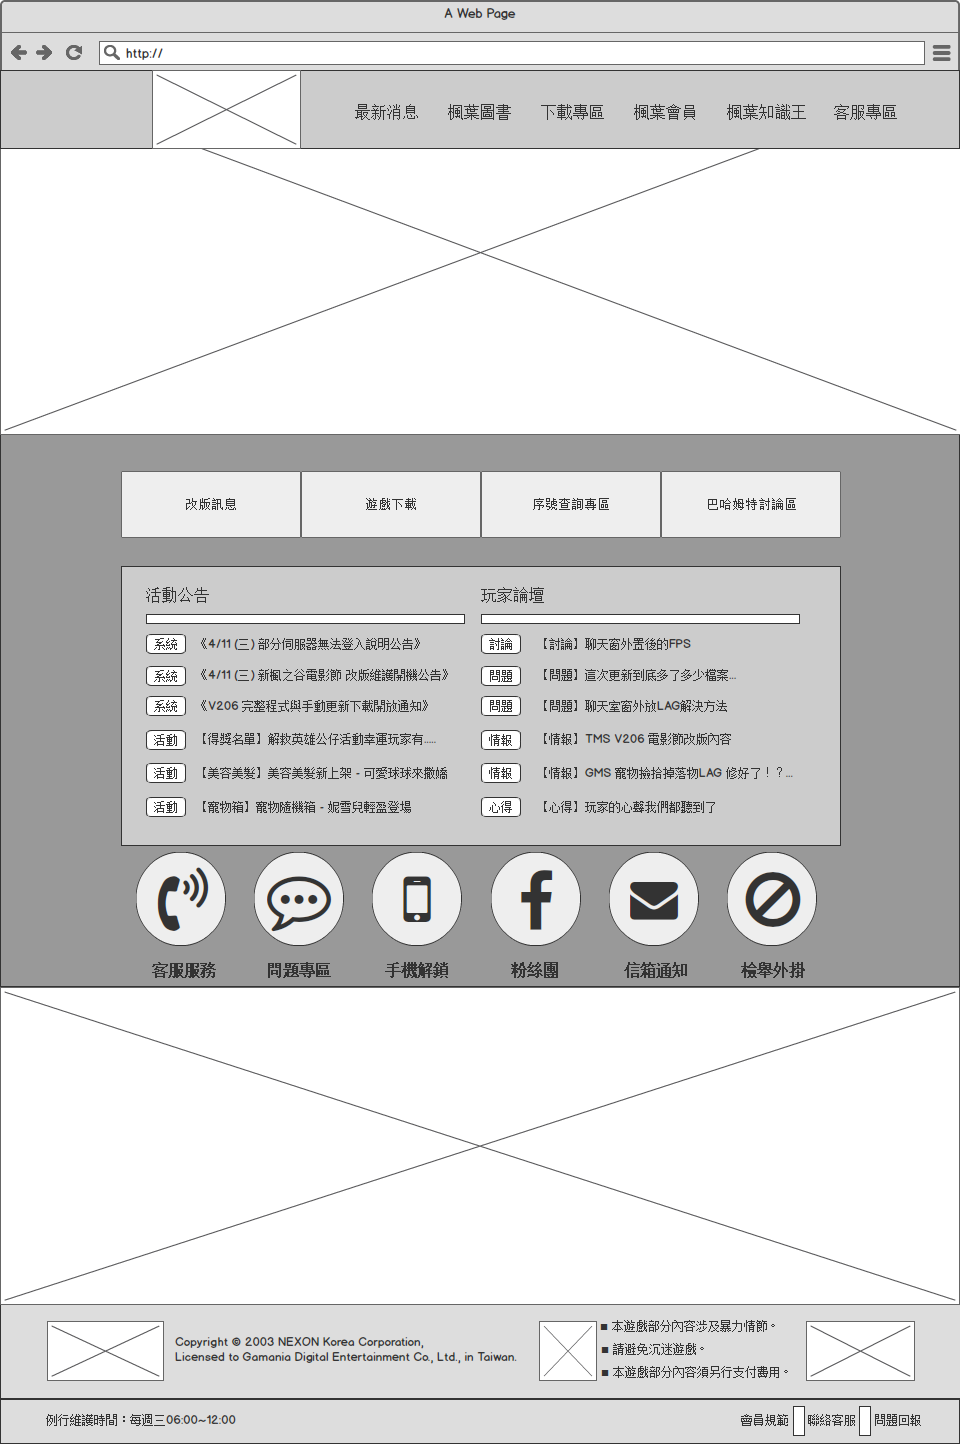 A Web Page
http://
最新消息 楓葉圖書 下載專區 楓葉會員 楓葉知識王 客服專區
改版訊息 遊戲下載 序號查詢專區 巴哈姆特討論區
活動公告
系統 《4/11 (三) 部分伺服器無法登入說明公告》
系統 《4/11 (三) 新楓之谷電影節 改版維護開機公告》
系統 《V206 完整程式與手動更新下載開放通知》
活動 【得獎名單】解救英雄公仔活動幸運玩家有.....
活動 【美容美髮】美容美髮新上架 - 可愛球球來撒嬌
活動 【寵物箱】寵物隨機箱 - 妮雪兒輕盈登場
玩家論壇
討論 【討論】聊天窗外置後的FPS
問題 【問題】這次更新到底多了多少檔案...
問題 【問題】聊天室窗外放LAG解決方法
情報 【情報】TMS V206 電影節改版內容
情報 【情報】GMS 寵物撿拾掉落物LAG 修好了！？...
心得 【心得】玩家的心聲我們都聽到了
客服服務 問題專區 手機解鎖 粉絲團 信箱通知 檢舉外掛
Copyright © 2003 NEXON Korea Corporation,
Licensed to Gamania Digital Entertainment Co., Ltd., in Taiwan.
■ 本遊戲部分內容涉及暴力情節。
■ 請避免沉迷遊戲。
■ 本遊戲部分內容須另行支付費用。
例行維護時間：每週三06:00~12:00
會員規範 聯絡客服 問題回報